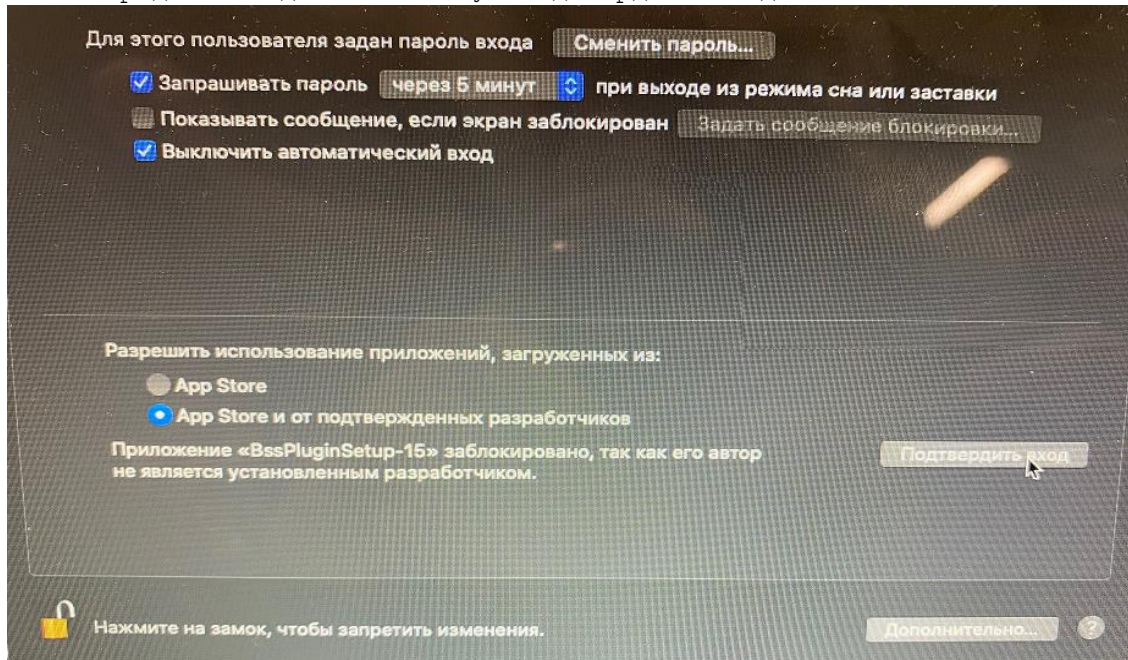 Для этого пользователя задан пароль входа Сменить пароль...
Запрашивать пароль через 5 минут при выходе из режима сна или заставки
Показывать сообщение, если экран заблокирован Задать сообщение блокировки...
Выключить автоматический вход
Разрешить использование приложений, загруженных из:
App Store
App Store и от подтвержденных разработчиков
Приложение «BssPluginSetup-15» заблокировано, так как его автор
не является установленным разработчиком.
Подтвердить вход
Нажмите на замок, чтобы запретить изменения.
Дополнительно... ?